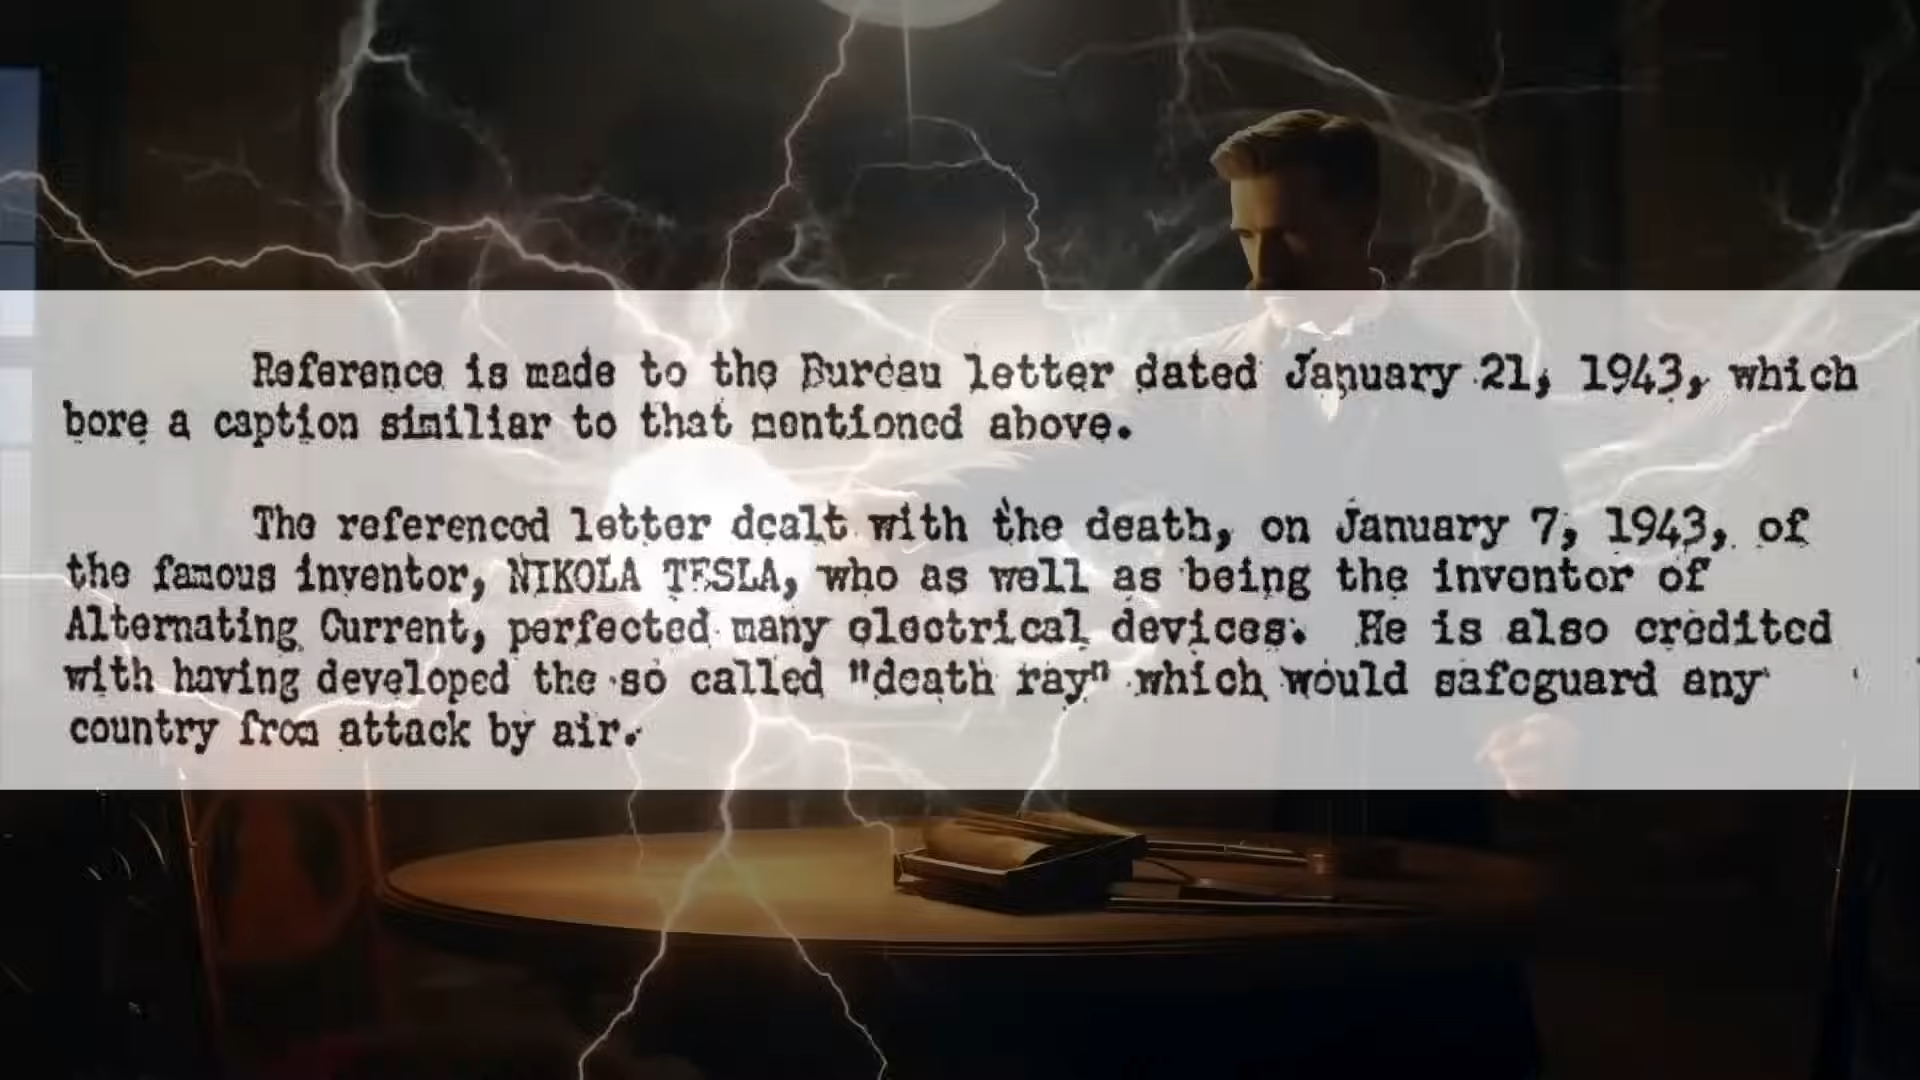 Reference is made to the Bureau letter dated January 21, 1943, which
bore a caption similiar to that mentioned above.
The referenced letter dealt with the death, on January 7, 1943, of
the famous inventor, NIKOLA TESLA, who as well as being the inventor of
Alternating Current, perfected many electrical devices. He is also credited
with having developed the so called "death ray" which would safeguard any
country from attack by air.